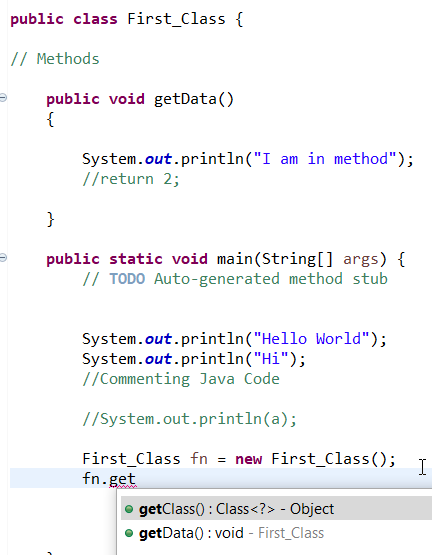 public class First_Class {
// Methods
public void getData()
{
System.out.println("I am in method");
//return 2;
}
public static void main(String[] args) {
// TODO Auto-generated method stub
System.out.println("Hello World");
System.out.println("Hi");
//Commenting Java Code
//System.out.println(a);
First_Class fn = new First_Class();
fn.get
getClass() : Class<?> - Object
getData() : void - First_Class
}